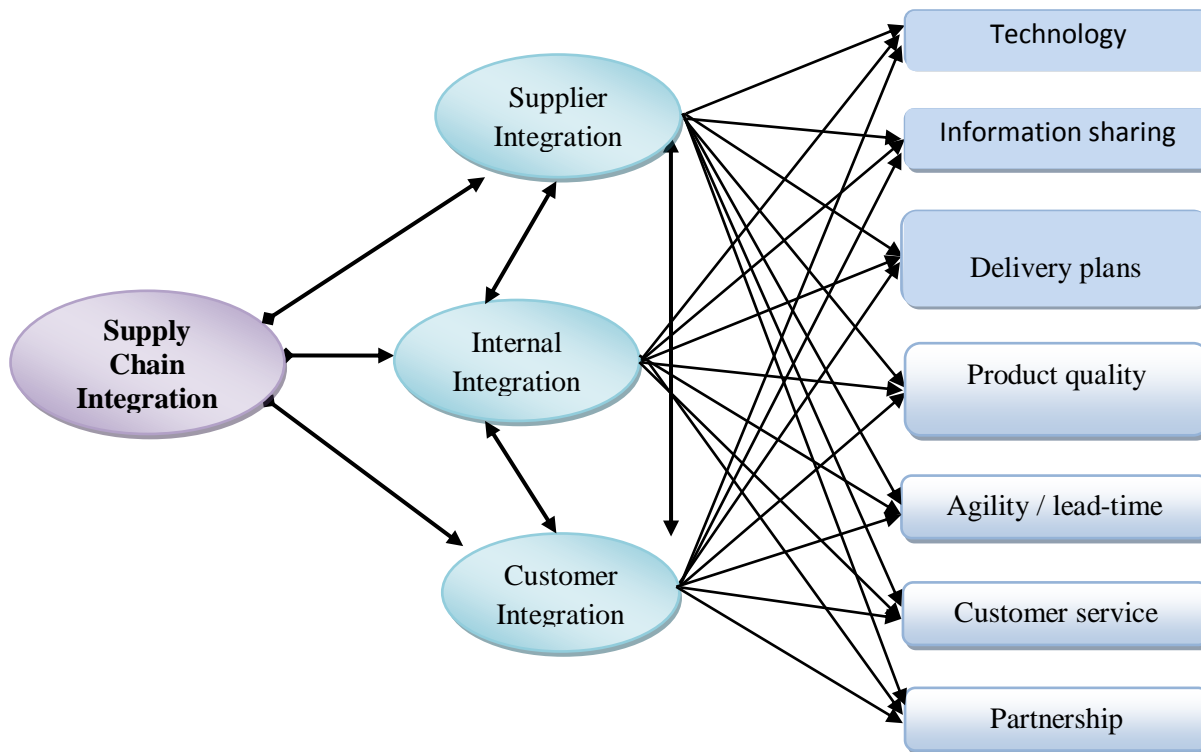 Technology
Supplier
Integration
Information sharing
Delivery plans
Supply
Chain
Integration
Internal
Integration
Product quality
Agility / lead-time
Customer
Integration
Customer service
Partnership